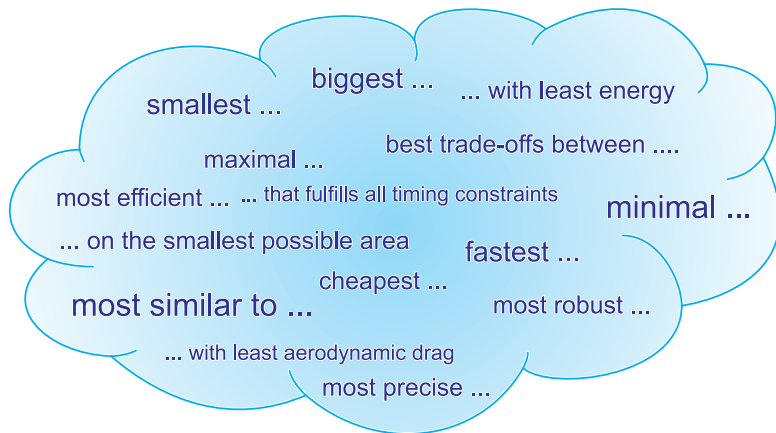 biggest ...
... with least energy
smallest ...
best trade-offs between ....
maximal ...
most efficient ...
... that fulfills all timing constraints
minimal ...
... on the smallest possible area
fastest ...
cheapest ...
most similar to ...
most robust ...
... with least aerodynamic drag
most precise ...